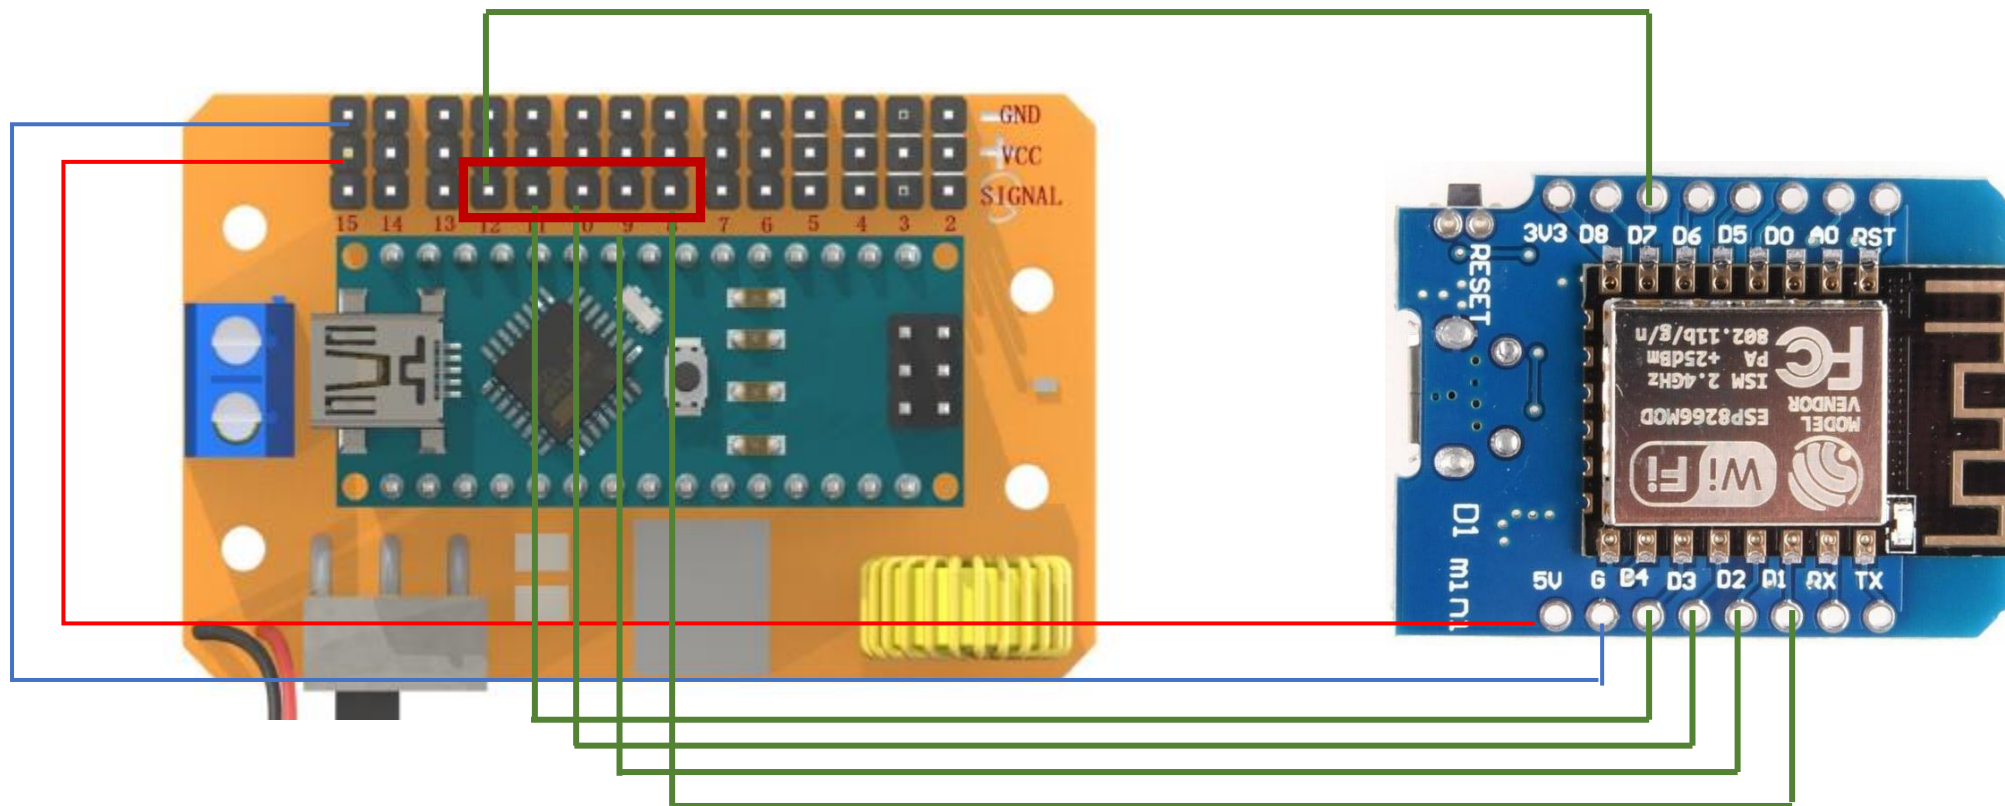 GND
VCC
SIGNAL
15 14 13 12 11 10 9 8 7 6 5 4 3 2
3V3 D8 D7 D6 D5 D0 A0 RST
RESET
802.11b/g/n
PA +25dBm
ISM 2.4GHz
FC
ESP8266MOD
VENDOR
MODEL
WiFi
D1 mini
5V G D4 D3 D2 D1 RX TX